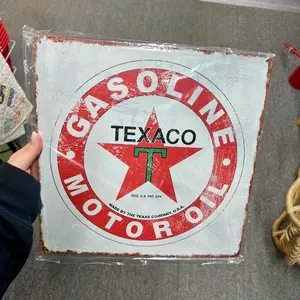 GASOLINE
TEXACO
T
REG. U.S. PAT. OFF.
MADE BY THE TEXAS COMPANY, U.S.A.
MOTOR OIL